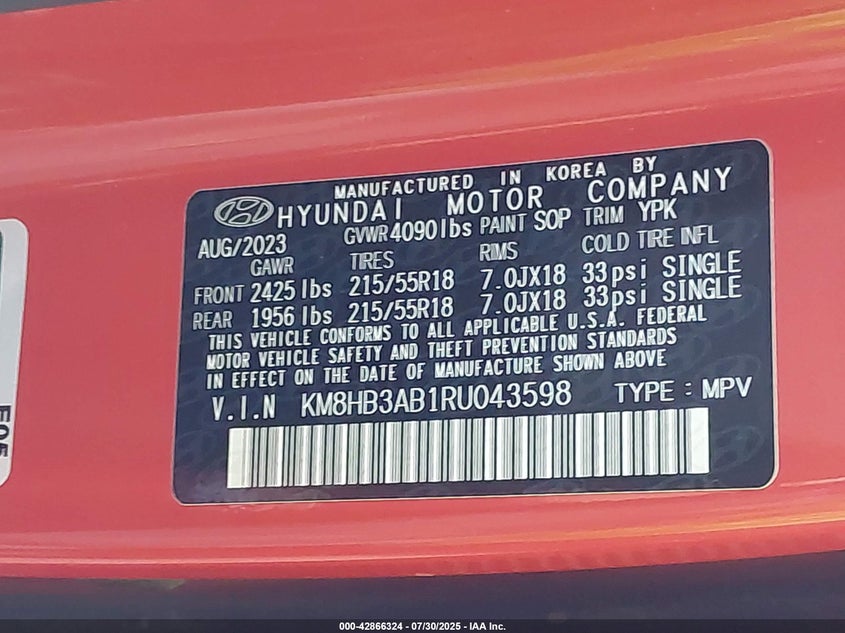 MANUFACTURED IN KOREA BY
HYUNDAI MOTOR COMPANY
AUG/2023 GVWR 4090lbs PAINT SOP TRIM YPK
GAWR TIRES RIMS COLD TIRE INFL
FRONT 2425 lbs 215/55R18 7.0JX18 33psi SINGLE
REAR 1956 lbs 215/55R18 7.0JX18 33psi SINGLE
THIS VEHICLE CONFORMS TO ALL APPLICABLE U.S.A. FEDERAL
MOTOR VEHICLE SAFETY AND THEFT PREVENTION STANDARDS
IN EFFECT ON THE DATE OF MANUFACTURE SHOWN ABOVE
V.I.N KM8HB3AB1RU043598 TYPE : MPV
000-42866324 - 07/30/2025 - IAA Inc.